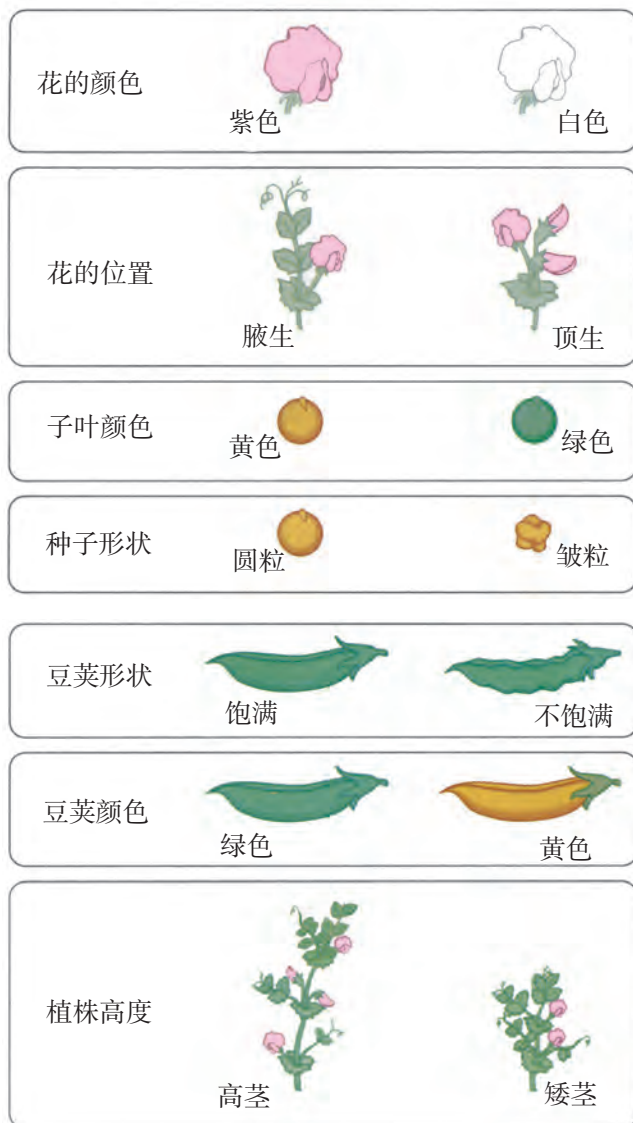 花的颜色
紫色
白色
花的位置
腋生
顶生
子叶颜色
黄色
绿色
种子形状
圆粒
皱粒
豆荚形状
饱满
不饱满
豆荚颜色
绿色
黄色
植株高度
高茎
矮茎